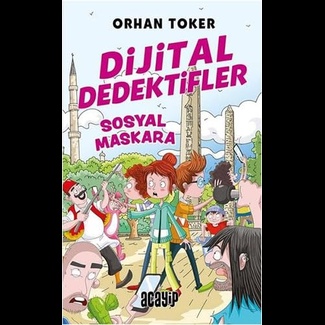 ORHAN TOKER
DİJİTAL
DEDEKTİFLER
SOSYAL
MASKARA
acayip